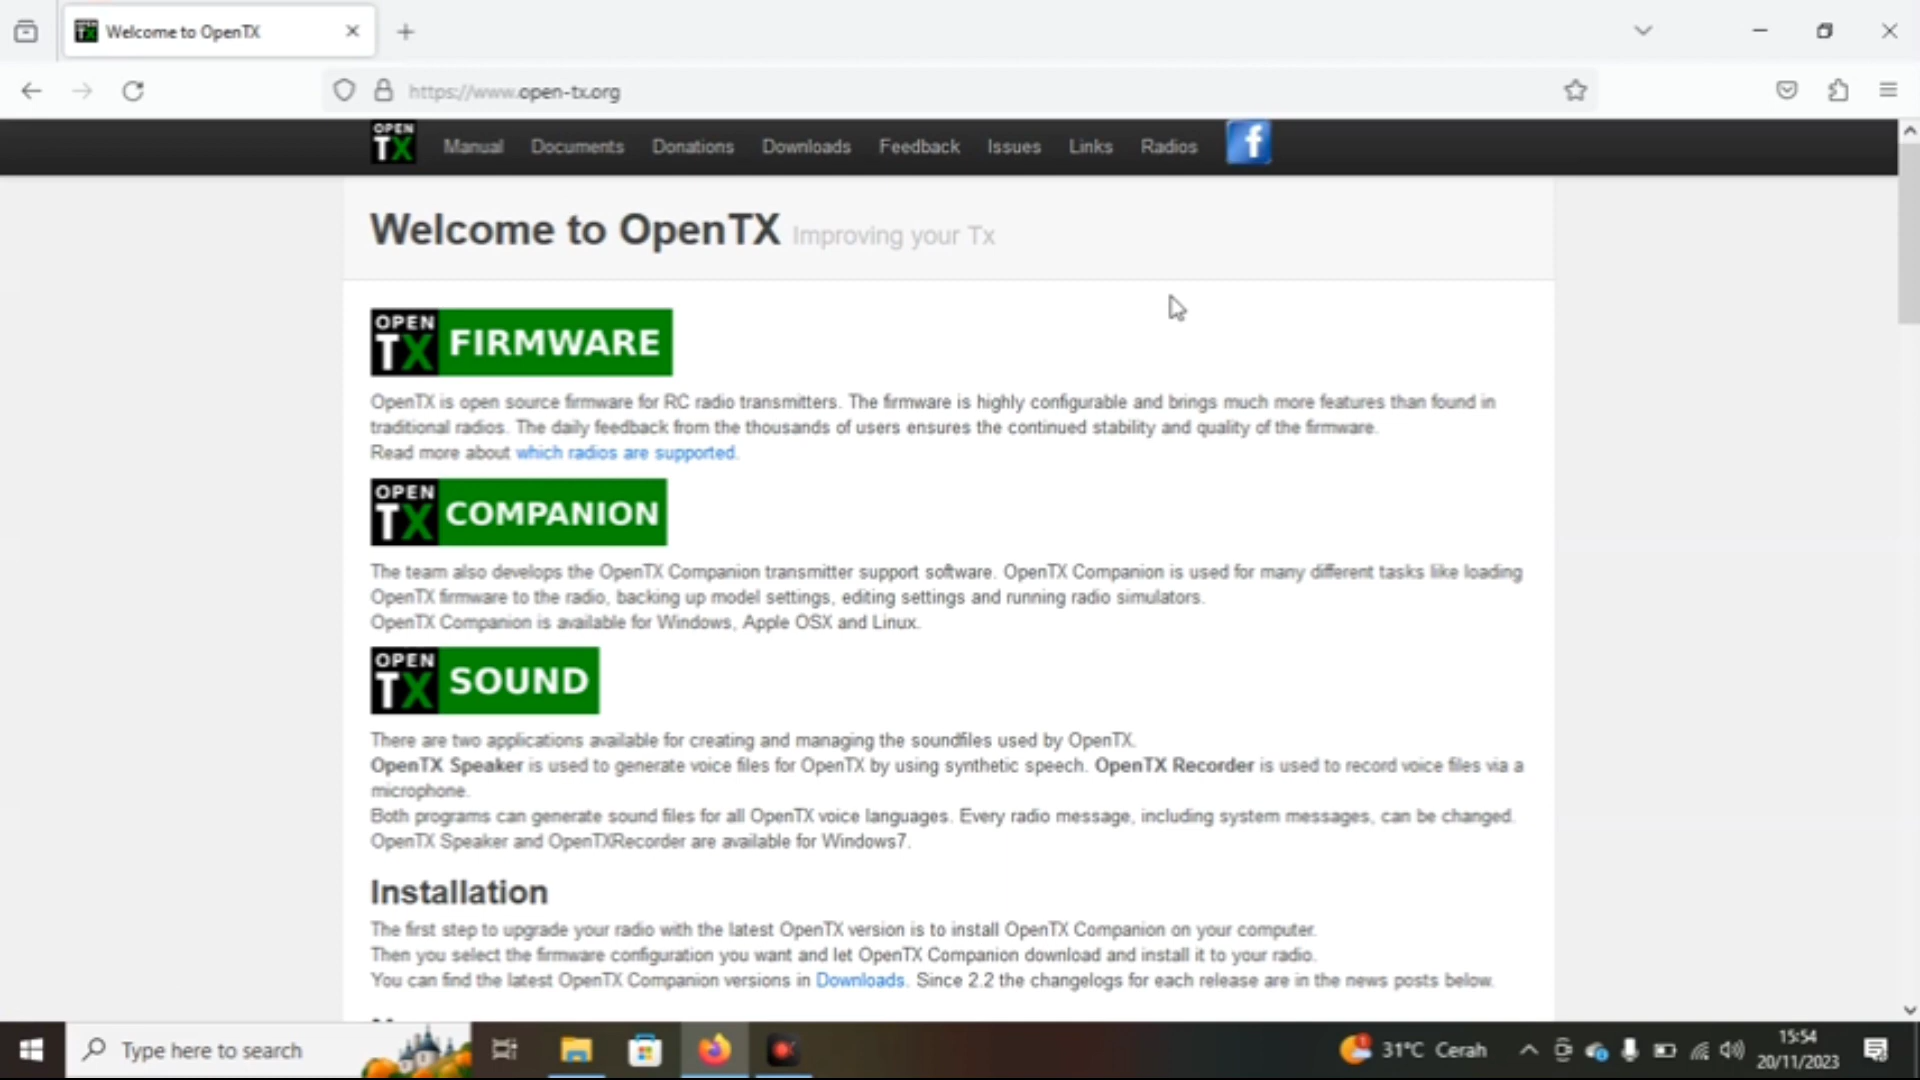 Welcome to OpenTX
https://www.open-tx.org
OPEN TX Manual Documents Donations Downloads Feedback Issues Links Radios f
Welcome to OpenTX Improving your Tx
OPEN TX FIRMWARE
OpenTX is open source firmware for RC radio transmitters. The firmware is highly configurable and brings much more features than found in
traditional radios. The daily feedback from the thousands of users ensures the continued stability and quality of the firmware.
Read more about which radios are supported.
OPEN TX COMPANION
The team also develops the OpenTX Companion transmitter support software. OpenTX Companion is used for many different tasks like loading
OpenTX firmware to the radio, backing up model settings, editing settings and running radio simulators.
OpenTX Companion is available for Windows, Apple OSX and Linux.
OPEN TX SOUND
There are two applications available for creating and managing the soundfiles used by OpenTX.
OpenTX Speaker is used to generate voice files for OpenTX by using synthetic speech. OpenTX Recorder is used to record voice files via a
microphone.
Both programs can generate sound files for all OpenTX voice languages. Every radio message, including system messages, can be changed.
OpenTX Speaker and OpenTXRecorder are available for Windows7.
Installation
The first step to upgrade your radio with the latest OpenTX version is to install OpenTX Companion on your computer.
Then you select the firmware configuration you want and let OpenTX Companion download and install it to your radio.
You can find the latest OpenTX Companion versions in Downloads. Since 2.2 the changelogs for each release are in the news posts below.
Type here to search
31°C Cerah
15:54
20/11/2023